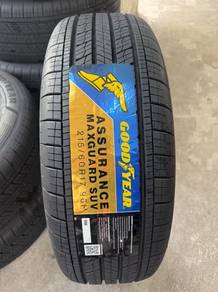 GOODYEAR
ASSURANCE
MAXGUARD SUV
215/60R17 96H